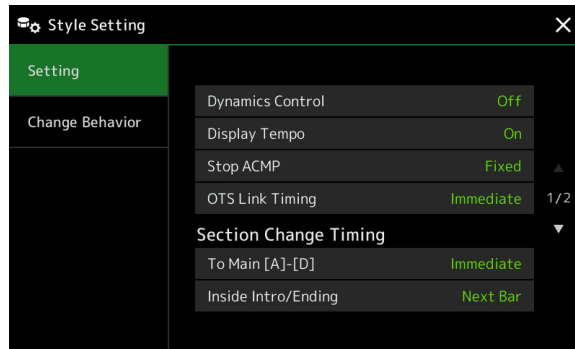 Style Setting
Setting
Change Behavior
Dynamics Control Off
Display Tempo On
Stop ACMP Fixed
OTS Link Timing Immediate
1/2
Section Change Timing
To Main [A]-[D] Immediate
Inside Intro/Ending Next Bar